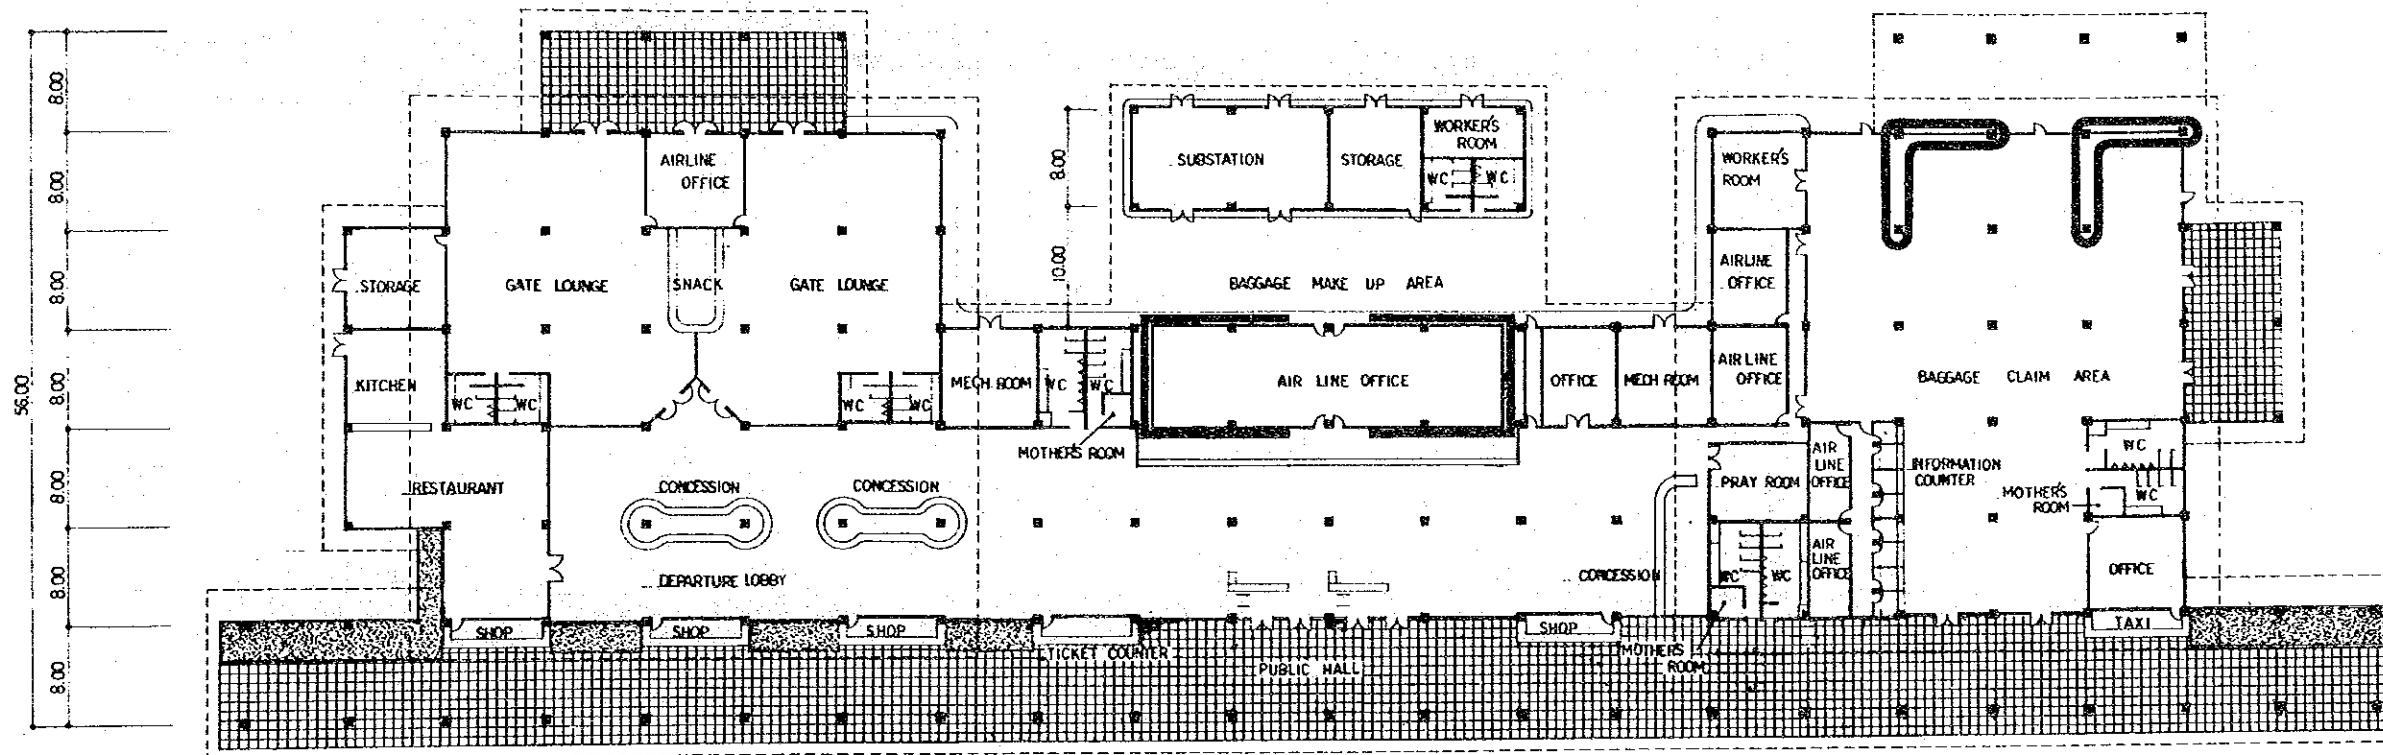 56.00
8.00
8.00
8.00
8.00
8.00
8.00
8.00
AIRLINE
OFFICE
STORAGE
GATE LOUNGE
SNACK
GATE LOUNGE
KITCHEN
WC
WC
WC
WC
RESTAURANT
CONCESSION
CONCESSION
DEPARTURE LOBBY
SHOP
SHOP
SHOP
TICKET COUNTER
8.00
10.00
SUBSTATION
STORAGE
WORKER'S
ROOM
WC
WC
BAGGAGE MAKE UP AREA
MECH ROOM
WC
WC
MOTHER'S ROOM
AIR LINE OFFICE
OFFICE
MECH ROOM
CONCESSION
SHOP
PUBLIC HALL
MOTHER'S
ROOM
WORKER'S
ROOM
AIRLINE
OFFICE
AIR LINE
OFFICE
BAGGAGE CLAIM AREA
PRAY ROOM
AIR
LINE
OFFICE
INFORMATION
COUNTER
WC
WC
MOTHER'S
ROOM
WC
WC
AIR
LINE
OFFICE
OFFICE
TAXI